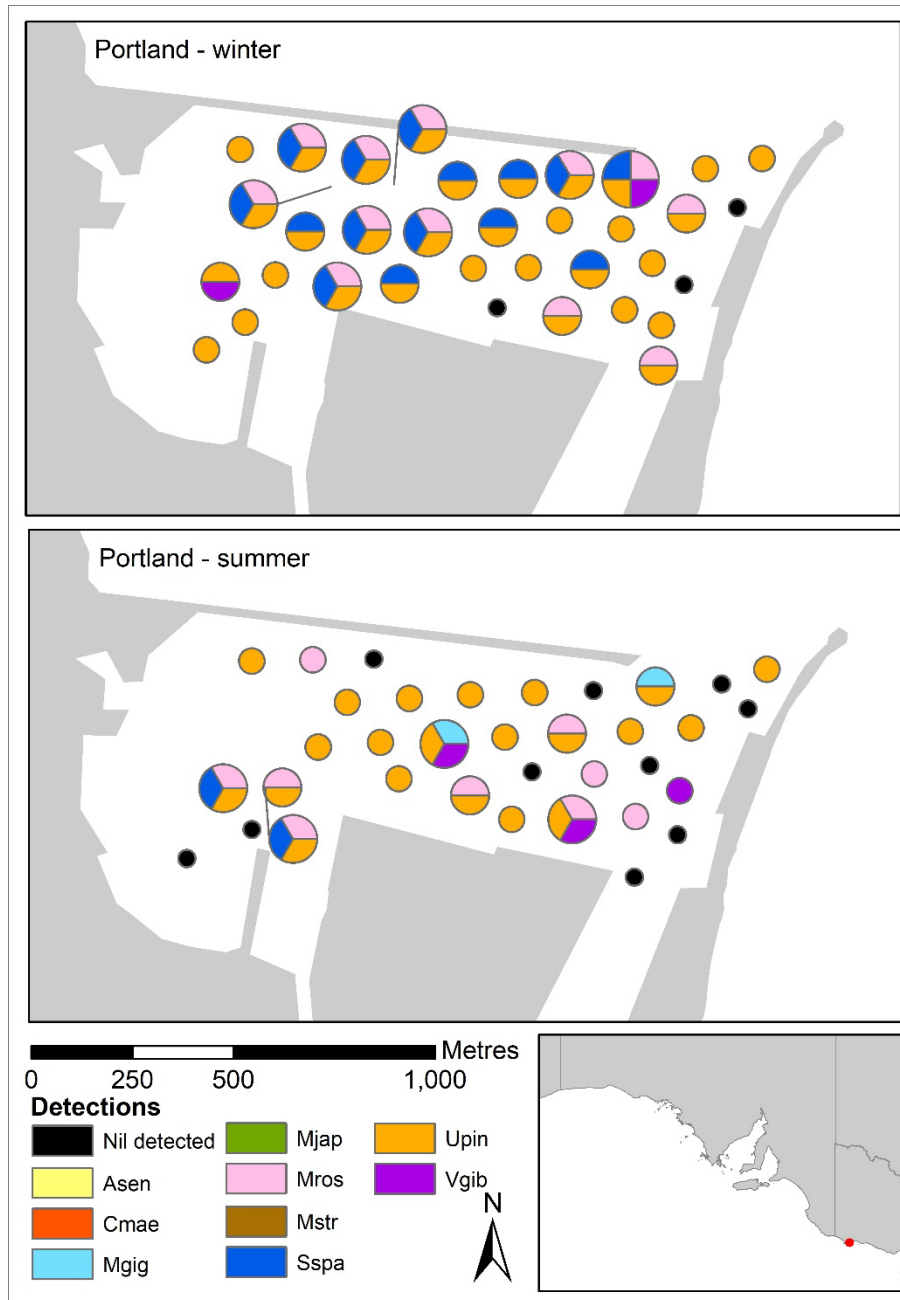 Portland - winter
Portland - summer
Metres
0 250 500 1,000
Detections
Nil detected
Asen
Cmae
Mgig
Mjap
Mros
Mstr
Sspa
Upin
Vgib
N